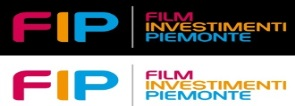 FIP
FILM
INVESTIMENTI
PIEMONTE
FIP
FILM
INVESTIMENTI
PIEMONTE